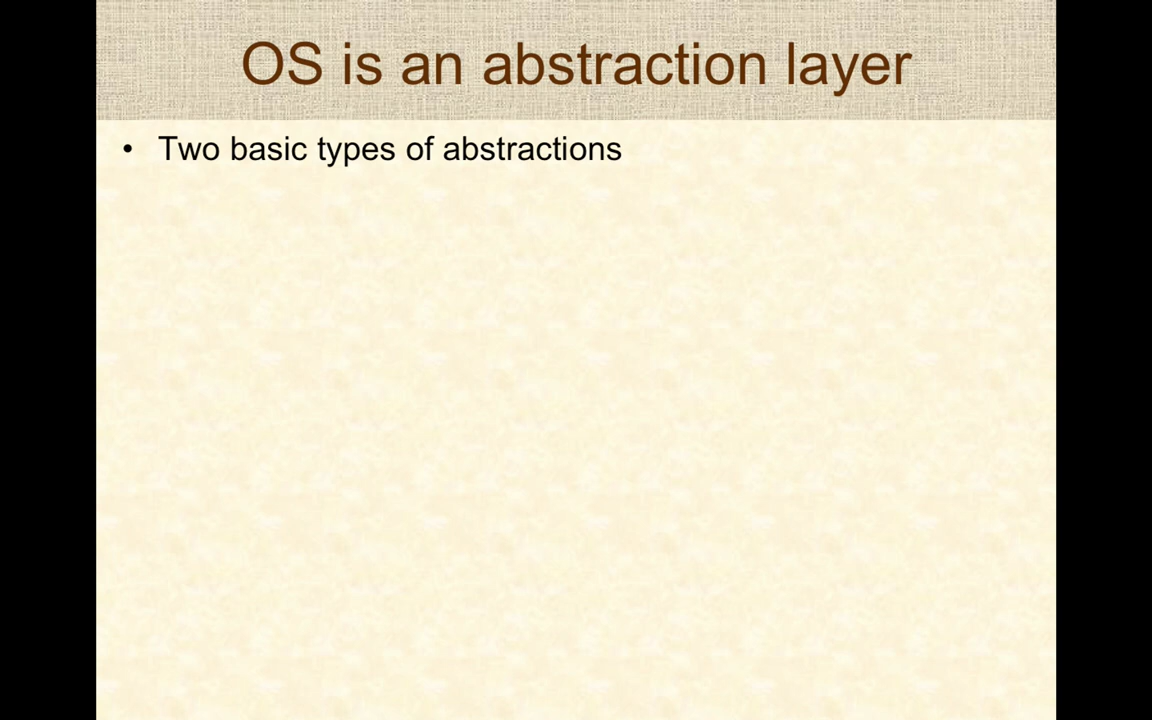 OS is an abstraction layer
• Two basic types of abstractions